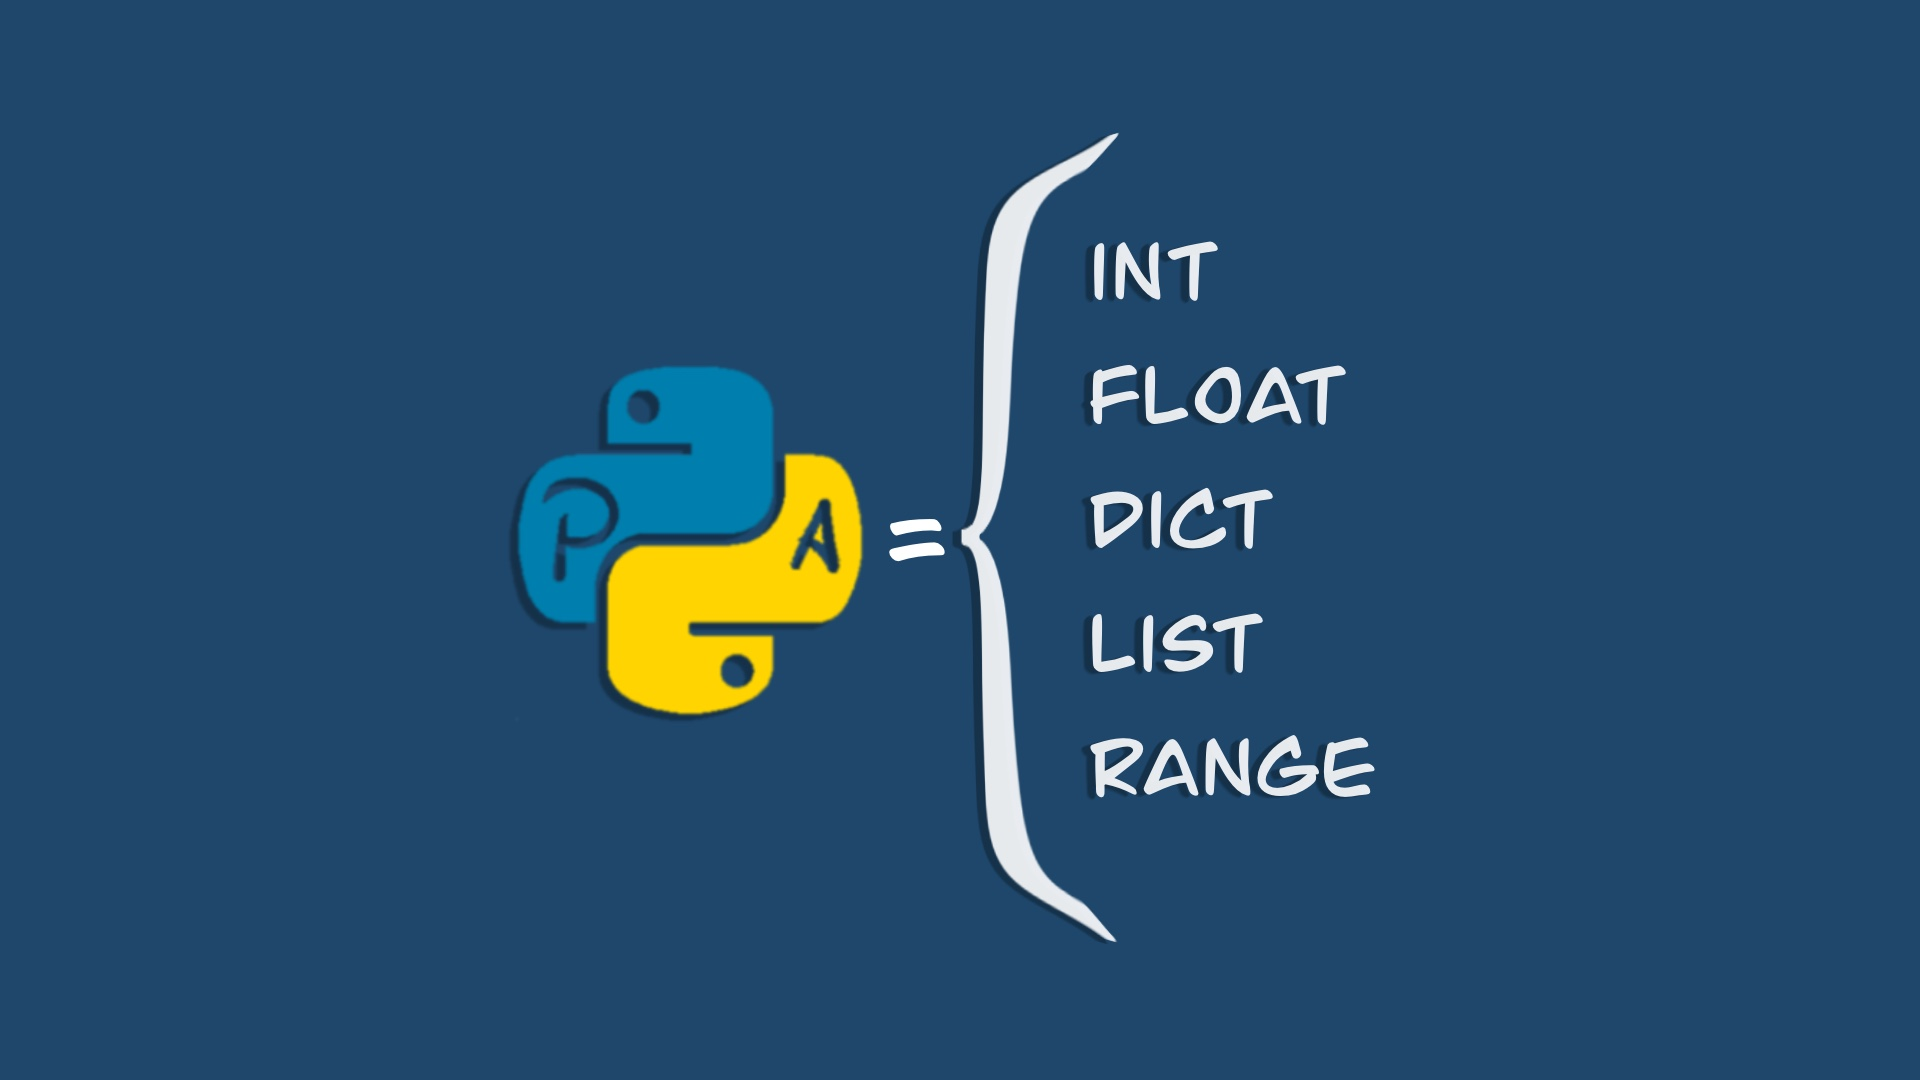 P A =
INT
FLOAT
DICT
LIST
RANGE